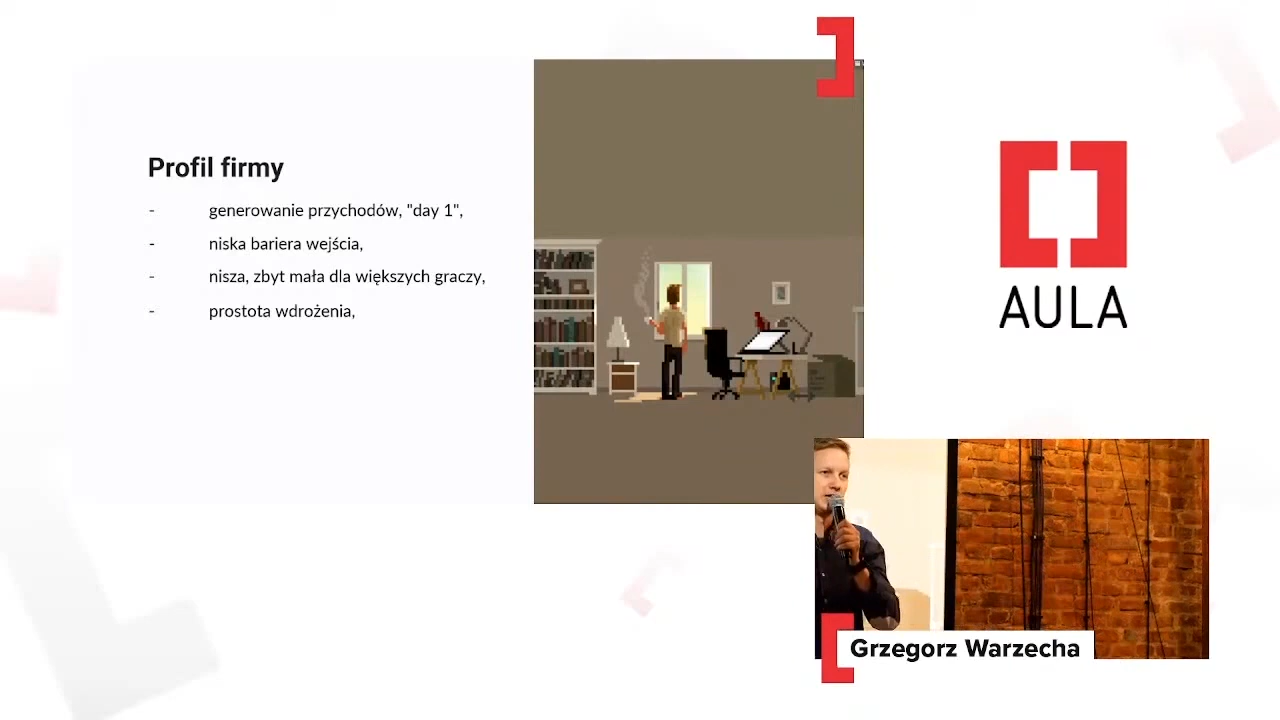 Profil firmy
- generowanie przychodów, "day 1",
- niska bariera wejścia,
- nisza, zbyt mała dla większych graczy,
- prostota wdrożenia,
AULA
Grzegorz Warzecha